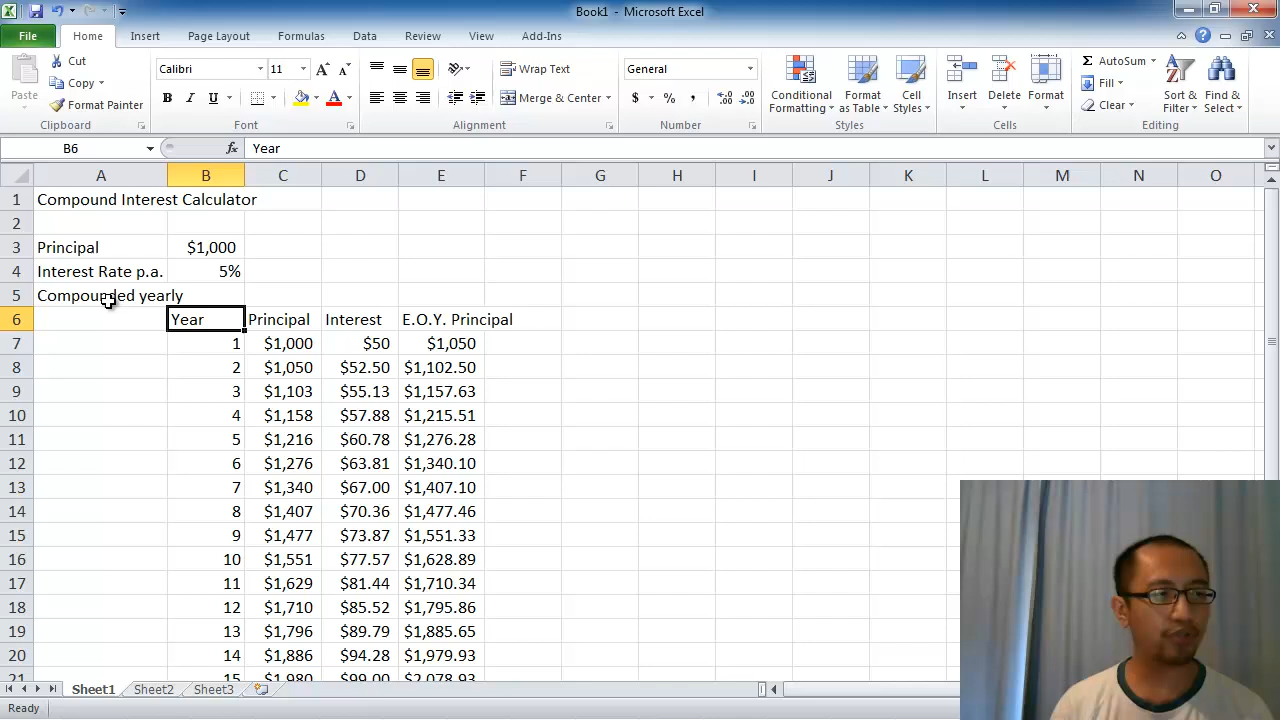 Book1 - Microsoft Excel
File Home Insert Page Layout Formulas Data Review View Add-Ins
Paste Cut Copy Format Painter Clipboard
Calibri 11 B I U Font
Wrap Text Merge & Center Alignment
General $ % , Number
Conditional Formatting Format as Table Cell Styles Styles
Insert Delete Format Cells
Σ AutoSum Fill Clear Sort & Filter Find & Select Editing
B6 fx Year
A B C D E F G H I J K L M N O
1 Compound Interest Calculator
2
3 Principal $1,000
4 Interest Rate p.a. 5%
5 Compounded yearly
6 Year Principal Interest E.O.Y. Principal
7 1 $1,000 $50 $1,050
8 2 $1,050 $52.50 $1,102.50
9 3 $1,103 $55.13 $1,157.63
10 4 $1,158 $57.88 $1,215.51
11 5 $1,216 $60.78 $1,276.28
12 6 $1,276 $63.81 $1,340.10
13 7 $1,340 $67.00 $1,407.10
14 8 $1,407 $70.36 $1,477.46
15 9 $1,477 $73.87 $1,551.33
16 10 $1,551 $77.57 $1,628.89
17 11 $1,629 $81.44 $1,710.34
18 12 $1,710 $85.52 $1,795.86
19 13 $1,796 $89.79 $1,885.65
20 14 $1,886 $94.28 $1,979.93
21 15 $1,980 $99.00 $2,078.93
Sheet1 Sheet2 Sheet3
Ready